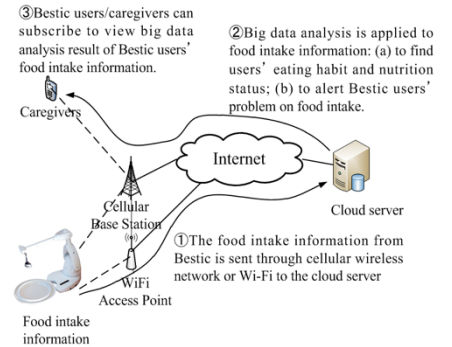 ③Bestic users/caregivers can
subscribe to view big data
analysis result of Bestic users'
food intake information.
②Big data analysis is applied to
food intake information: (a) to find
users' eating habit and nutrition
status; (b) to alert Bestic users'
problem on food intake.
Caregivers
Internet
Cloud server
Cellular
Base Station
①The food intake information from
Bestic is sent through cellular wireless
network or Wi-Fi to the cloud server
WiFi
Access Point
Food intake
information